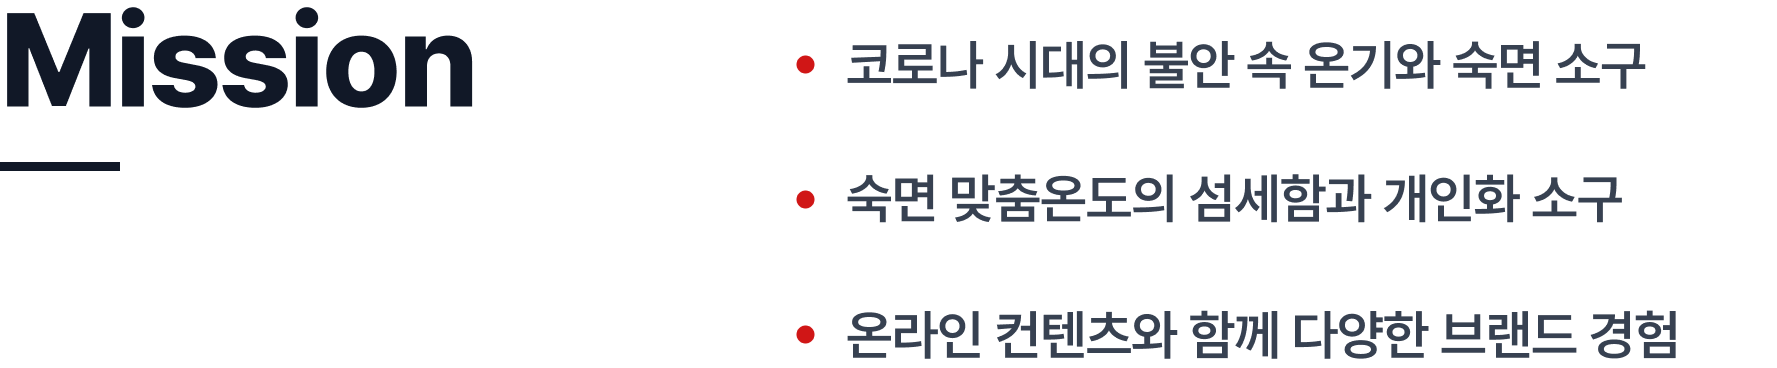 Mission
코로나 시대의 불안 속 온기와 숙면 소구
숙면 맞춤온도의 섬세함과 개인화 소구
온라인 컨텐츠와 함께 다양한 브랜드 경험